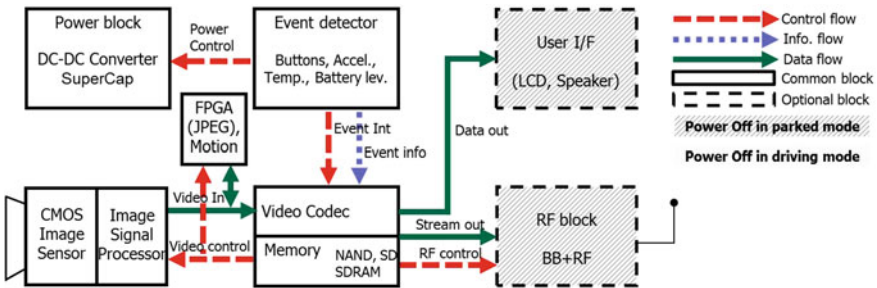 Power block
DC-DC Converter
SuperCap
Power
Control
Event detector
Buttons, Accel.,
Temp., Battery lev.
User I/F
(LCD, Speaker)
Control flow
Info. flow
Data flow
Common block
Optional block
Power Off in parked mode
Power Off in driving mode
FPGA
(JPEG),
Motion
Event Int
Event info
Data out
Video In
CMOS
Image
Sensor
Image
Signal
Processor
Video control
Video Codec
Memory
NAND, SD
SDRAM
Stream out
RF control
RF block
BB+RF